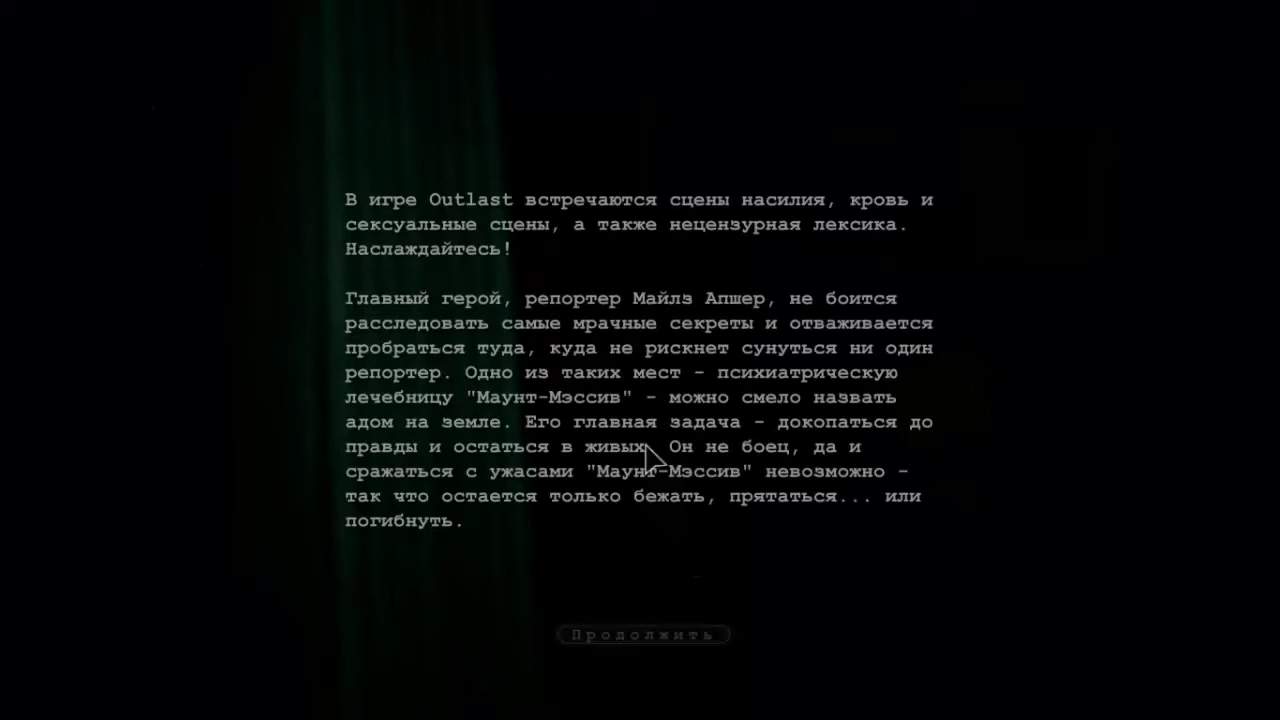 В игре Outlast встречаются сцены насилия, кровь и
сексуальные сцены, а также нецензурная лексика.
Наслаждайтесь!
Главный герой, репортер Майлз Апшер, не боится
расследовать самые мрачные секреты и отваживается
пробраться туда, куда не рискнет сунуться ни один
репортер. Одно из таких мест - психиатрическую
лечебницу "Маунт-Мэссив" - можно смело назвать
адом на земле. Его главная задача - докопаться до
правды и остаться в живых. Он не боец, да и
сражаться с ужасами "Маунт-Мэссив" невозможно -
так что остается только бежать, прятаться... или
погибнуть.
Продолжить